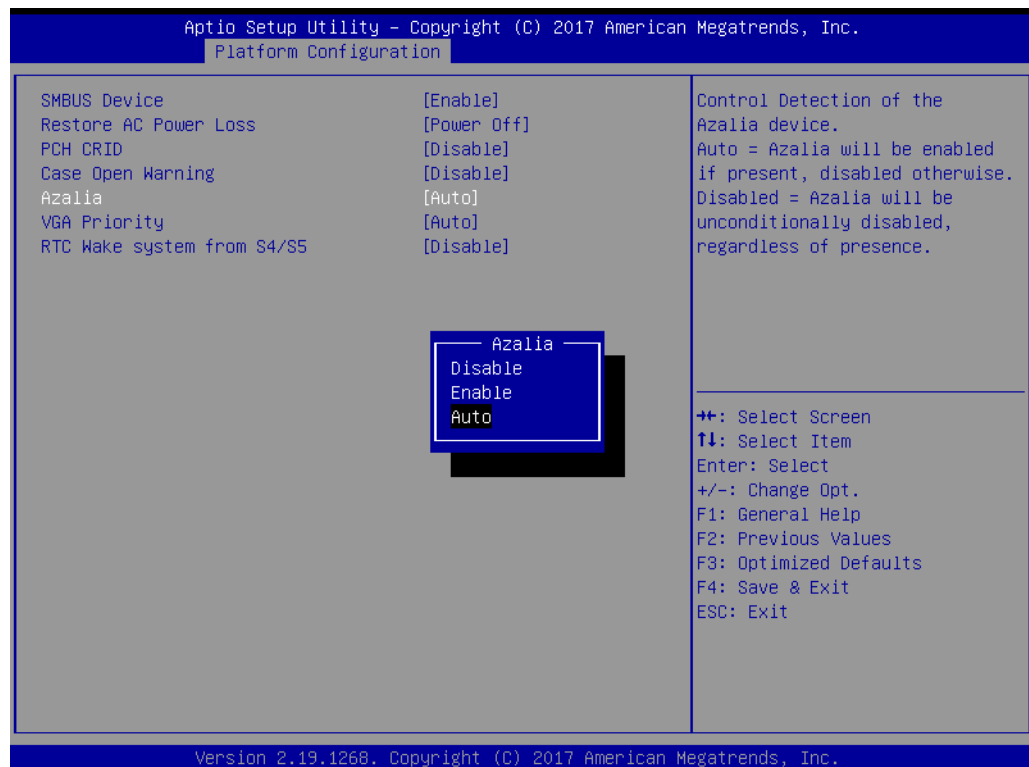 Aptio Setup Utility – Copyright (C) 2017 American Megatrends, Inc.
Platform Configuration
SMBUS Device [Enable]
Restore AC Power Loss [Power Off]
PCH CRID [Disable]
Case Open Warning [Disable]
Azalia [Auto]
VGA Priority [Auto]
RTC Wake system from S4/S5 [Disable]
Control Detection of the
Azalia device.
Auto = Azalia will be enabled
if present, disabled otherwise.
Disabled = Azalia will be
unconditionally disabled,
regardless of presence.
Azalia
Disable
Enable
Auto
→←: Select Screen
↑↓: Select Item
Enter: Select
+/-: Change Opt.
F1: General Help
F2: Previous Values
F3: Optimized Defaults
F4: Save & Exit
ESC: Exit
Version 2.19.1268. Copyright (C) 2017 American Megatrends, Inc.